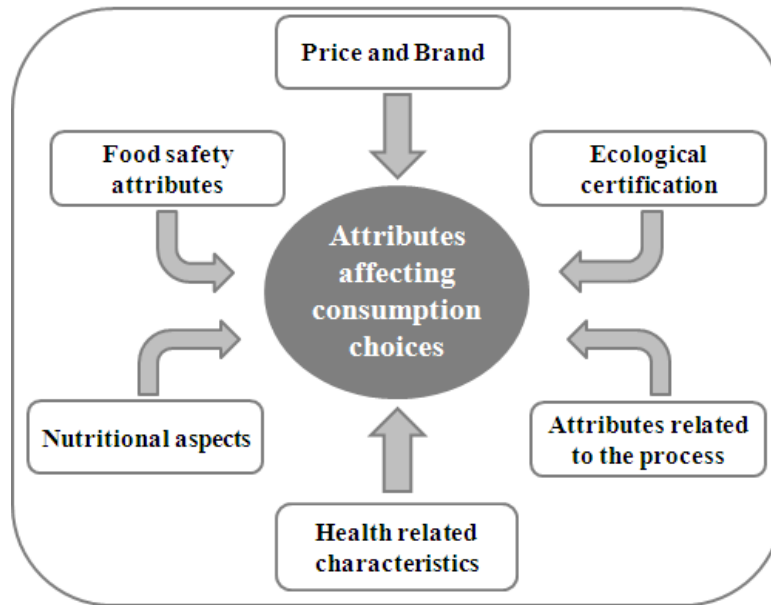 Price and Brand
Food safety
attributes
Ecological
certification
Attributes
affecting
consumption
choices
Nutritional aspects
Attributes related
to the process
Health related
characteristics